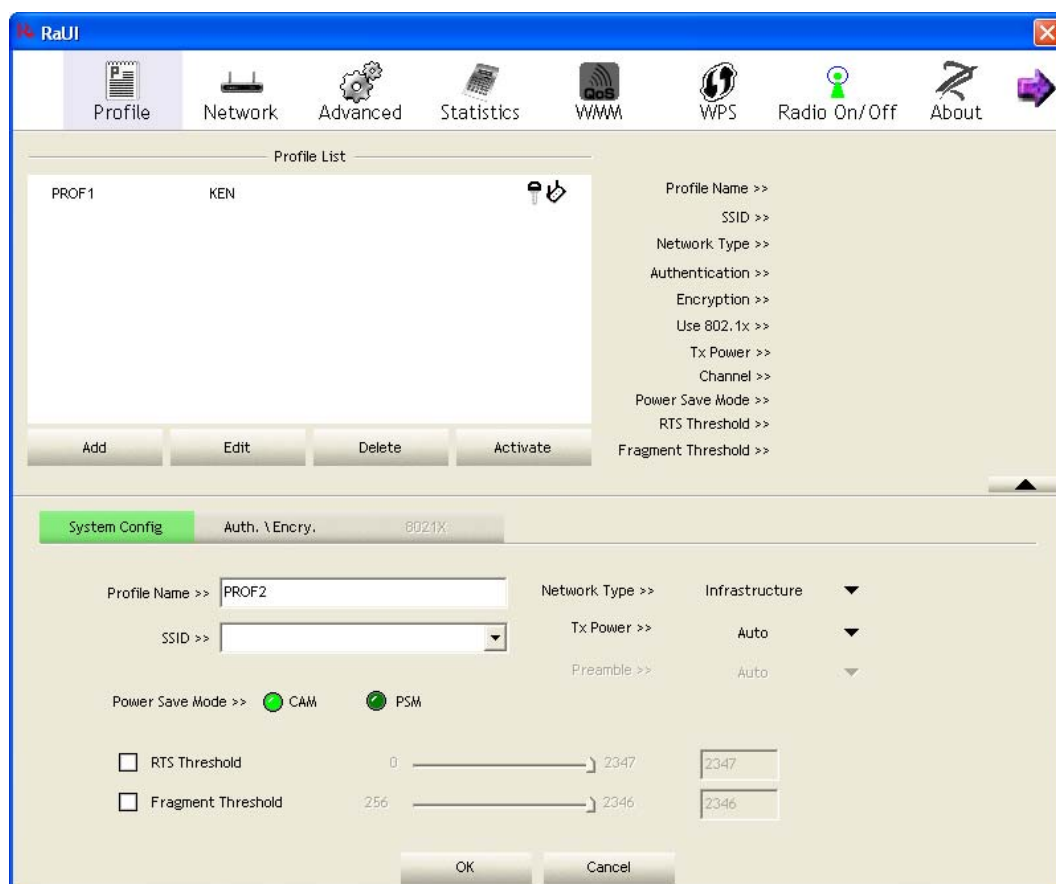 RaUI
Profile Network Advanced Statistics QoS WMM WPS Radio On/Off About
Profile List
PROF1 KEN
Profile Name >>
SSID >>
Network Type >>
Authentication >>
Encryption >>
Use 802.1x >>
Tx Power >>
Channel >>
Power Save Mode >>
RTS Threshold >>
Fragment Threshold >>
Add Edit Delete Activate
System Config Auth. \ Encry. 8021X
Profile Name >> PROF2 Network Type >> Infrastructure
SSID >> Tx Power >> Auto
Preamble >> Auto
Power Save Mode >> CAM PSM
RTS Threshold 0 2347 2347
Fragment Threshold 256 2346 2346
OK Cancel